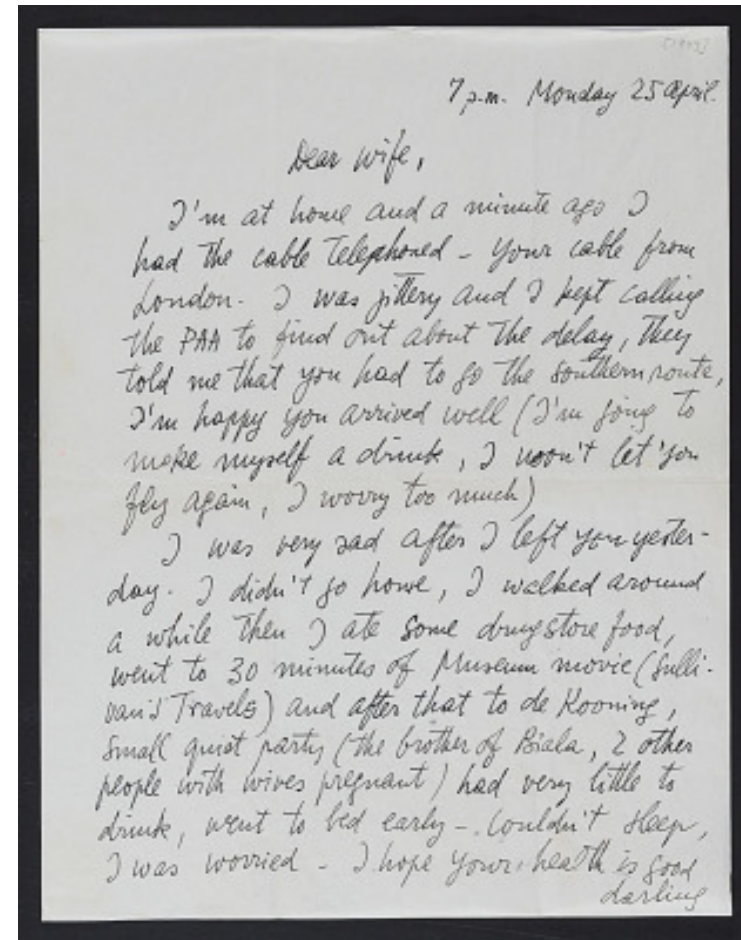 [1949]
7 p.m. Monday 25 April.
Dear wife,
I'm at home and a minute ago I
had the cable telephoned - your cable from
London. I was jittery and I kept calling
the PAA to find out about the delay, they
told me that you had to go the southern route,
I'm happy you arrived well (I'm going to
make myself a drink, I won't let you
fly again, I worry too much)
I was very sad after I left you yester-
day. I didn't go home, I walked around
a while then I ate some drugstore food,
went to 30 minutes of Museum movie (Sulli-
van's Travels) and after that to de Kooning,
small quiet party (the brother of Biala, 2 other
people with wives pregnant) had very little to
drink, went to bed early - couldn't sleep,
I was worried - I hope your health is good
darling